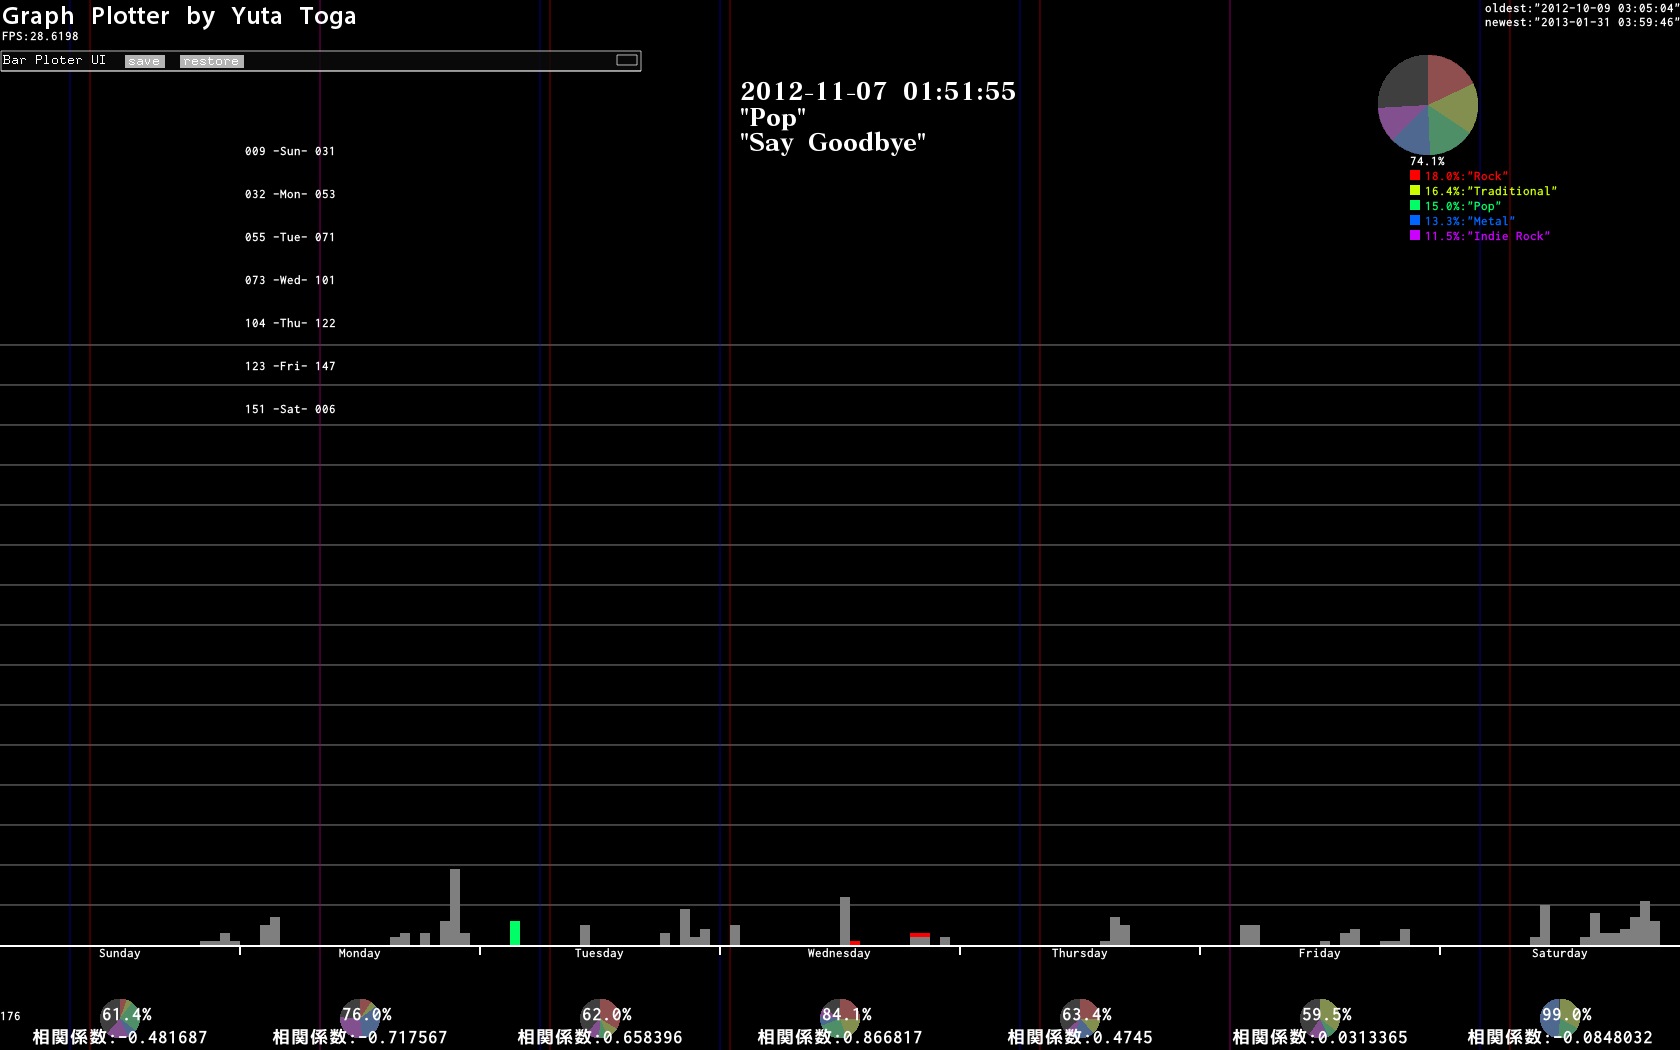 Graph Plotter by Yuta Toga
FPS:28.6198
oldest:"2012-10-09 03:05:04"
newest:"2013-01-31 03:59:46"
Bar Ploter UI save restore
2012-11-07 01:51:55
"Pop"
"Say Goodbye"
74.1%
18.0%:"Rock"
16.4%:"Traditional"
15.0%:"Pop"
13.3%:"Metal"
11.5%:"Indie Rock"
009 -Sun- 031
032 -Mon- 053
055 -Tue- 071
073 -Wed- 101
104 -Thu- 122
123 -Fri- 147
151 -Sat- 006
Sunday Monday Tuesday Wednesday Thursday Friday Saturday
176 61.4% 76.0% 62.0% 84.1% 63.4% 59.5% 99.0%
相関係数:-0.481687 相関係数:-0.717567 相関係数:0.658396 相関係数:0.866817 相関係数:0.4745 相関係数:0.0313365 相関係数:-0.0848032